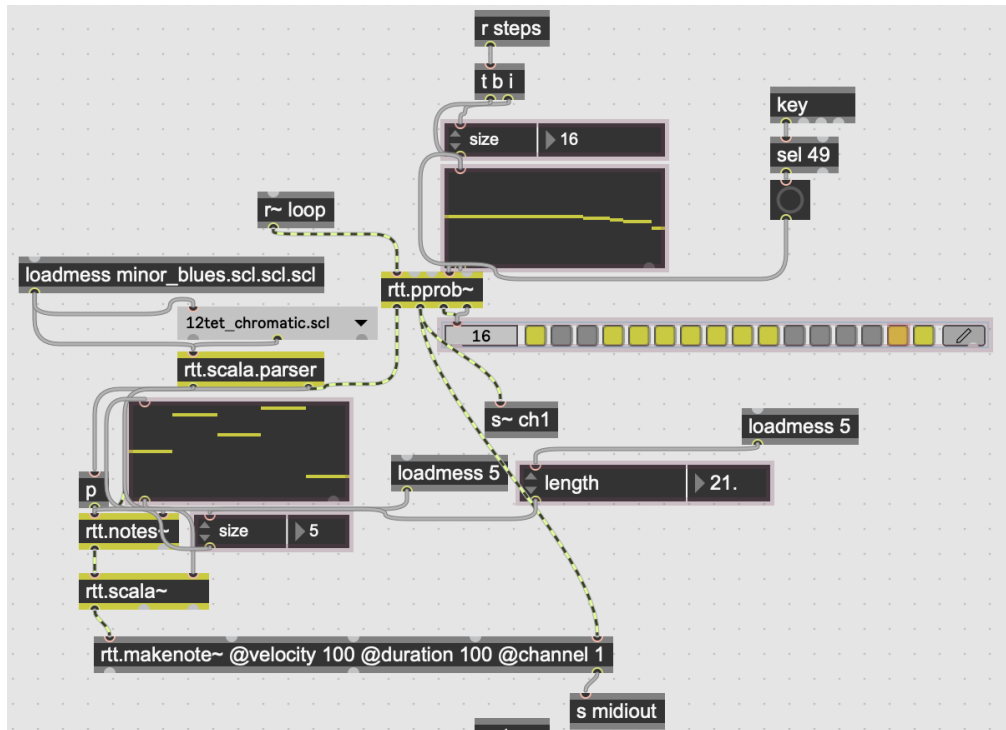 r steps
t b i
key
size
16
sel 49
r~ loop
loadmess minor_blues.scl.scl.scl
rtt.pprob~
12tet_chromatic.scl
16
rtt.scala.parser
s~ ch1
loadmess 5
loadmess 5
length
21.
p
rtt.notes~
size
5
rtt.scala~
rtt.makenote~ @velocity 100 @duration 100 @channel 1
s midiout